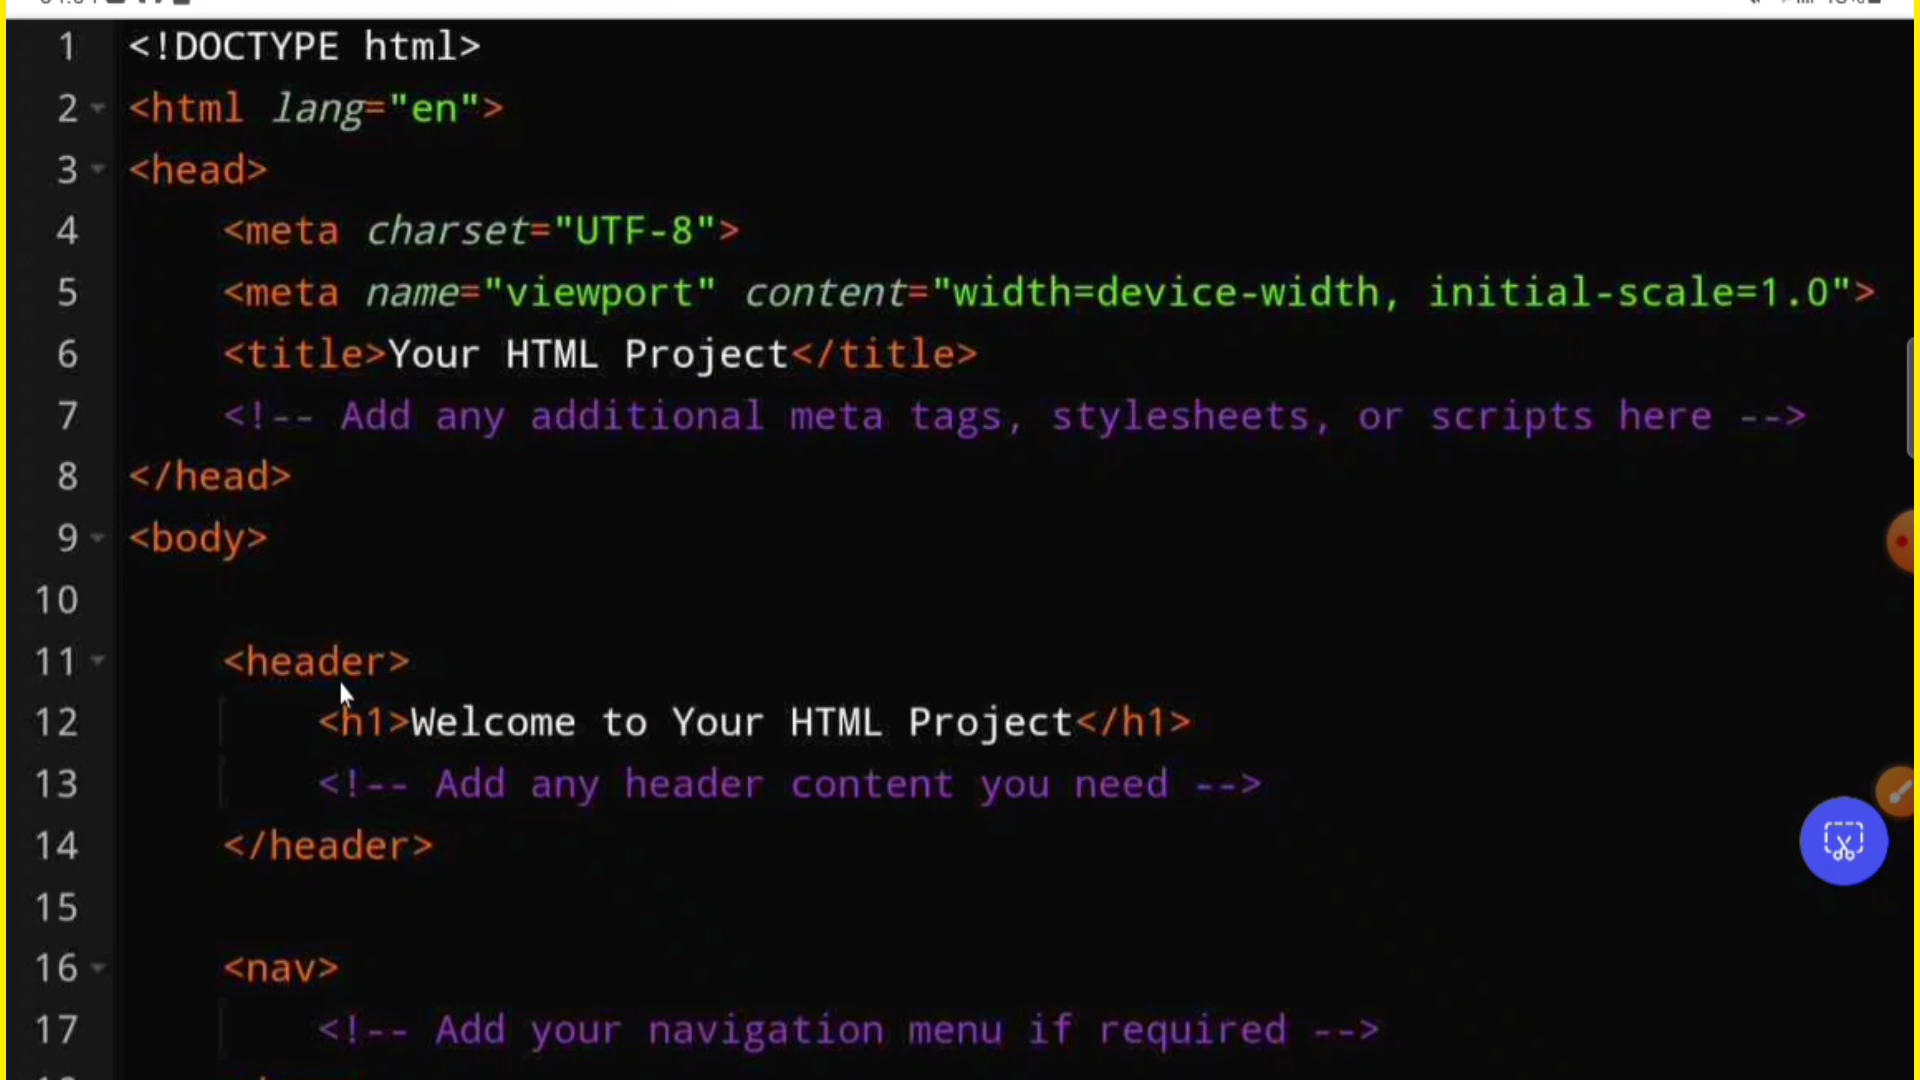 1 <!DOCTYPE html>
2 <html lang="en">
3 <head>
4 <meta charset="UTF-8">
5 <meta name="viewport" content="width=device-width, initial-scale=1.0">
6 <title>Your HTML Project</title>
7 <!-- Add any additional meta tags, stylesheets, or scripts here -->
8 </head>
9 <body>
10
11 <header>
12 <h1>Welcome to Your HTML Project</h1>
13 <!-- Add any header content you need -->
14 </header>
15
16 <nav>
17 <!-- Add your navigation menu if required -->